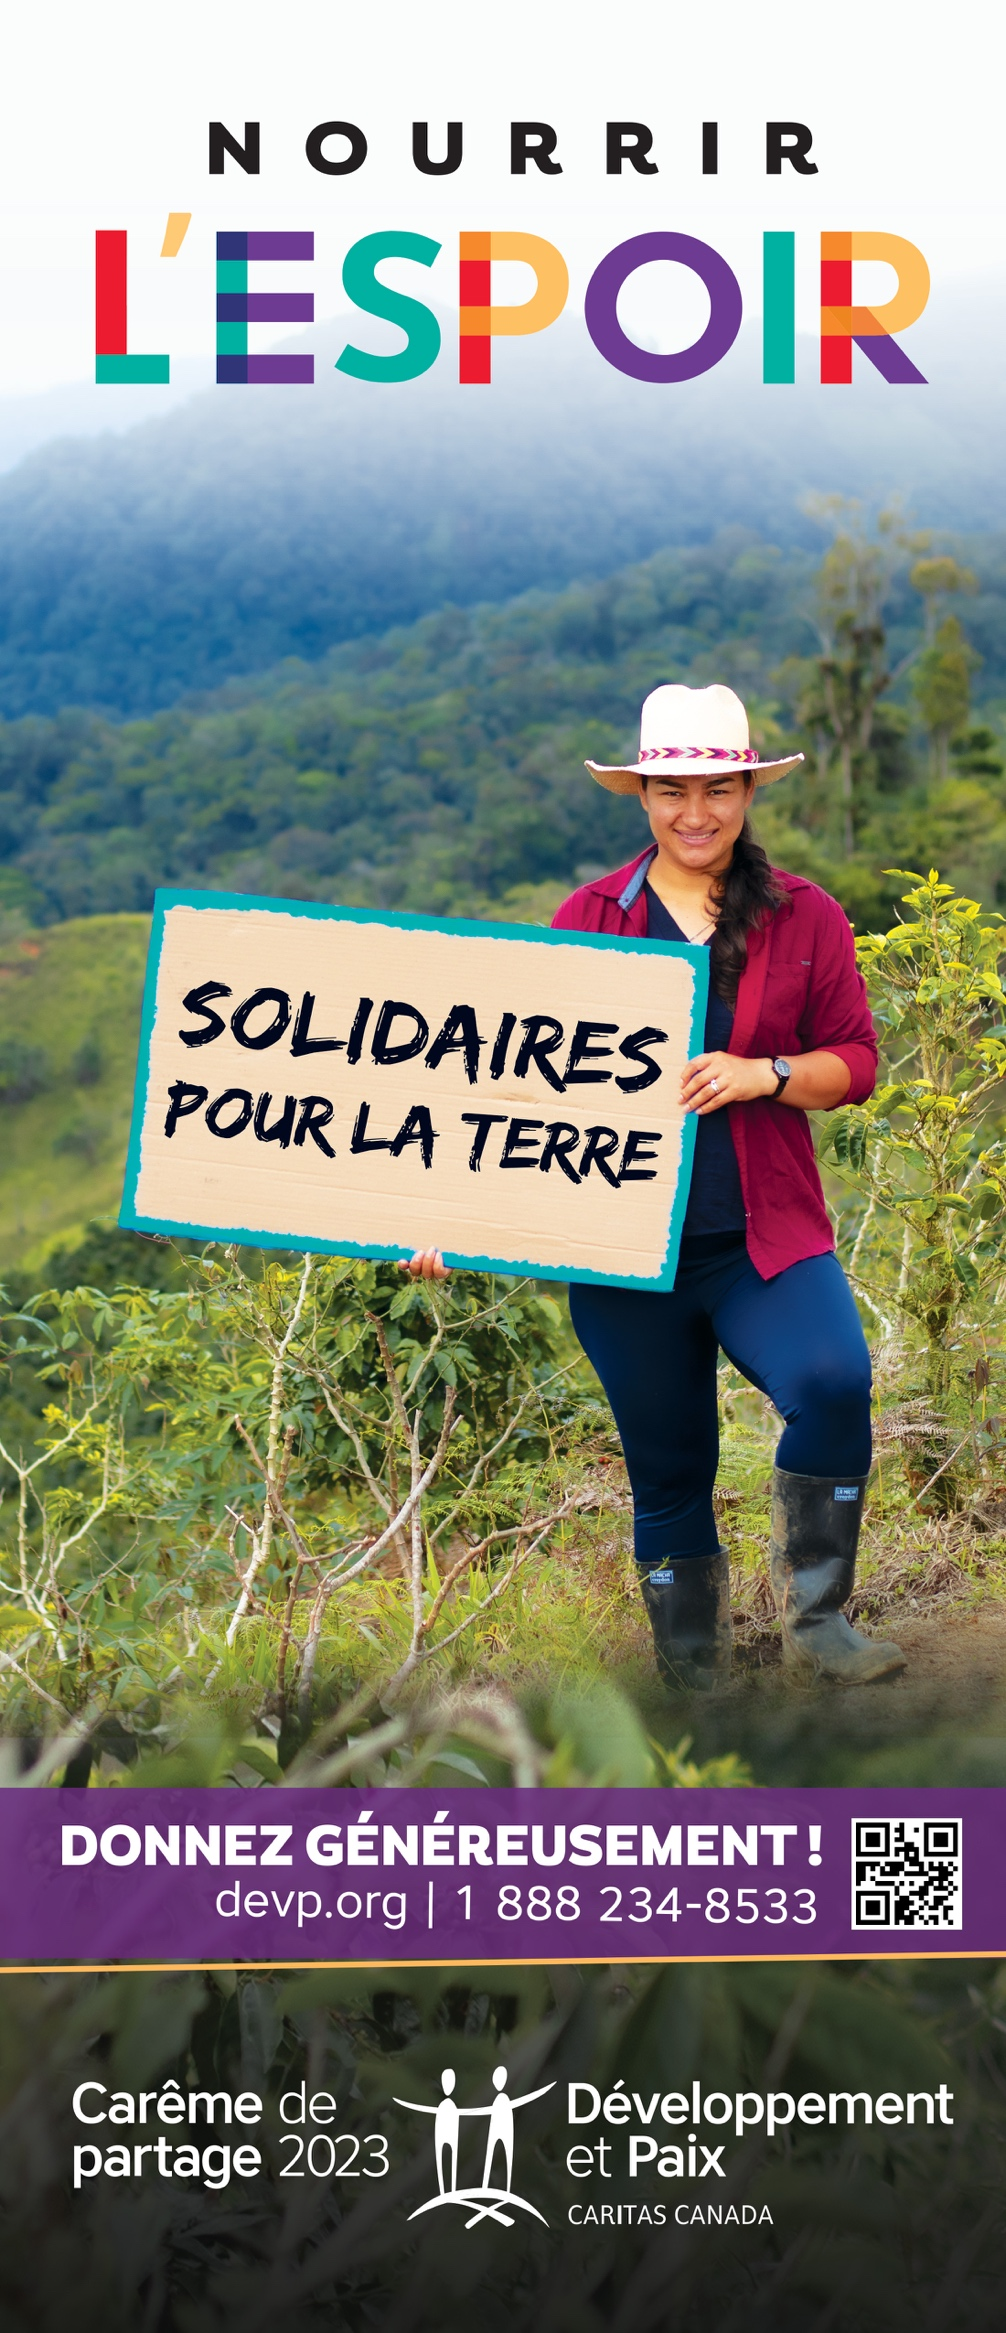 NOURRIR
L'ESPOIR
SOLIDAIRES
POUR LA TERRE
DONNEZ GÉNÉREUSEMENT !
devp.org | 1 888 234-8533
Carême de
partage 2023
Développement
et Paix
CARITAS CANADA